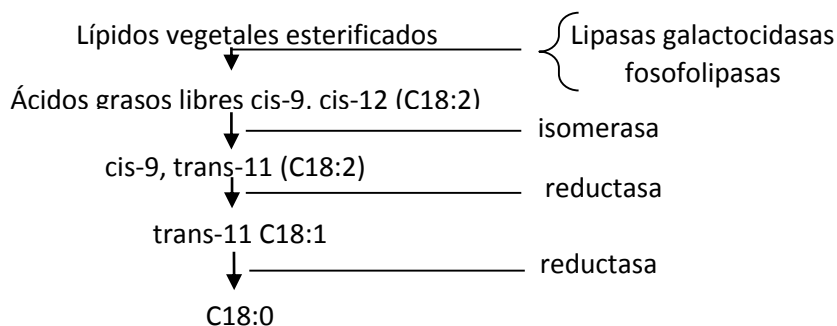 Lípidos vegetales esterificados
Lipasas galactocidasas
fosofolipasas
Ácidos grasos libres cis-9. cis-12 (C18:2)
isomerasa
cis-9, trans-11 (C18:2)
reductasa
trans-11 C18:1
reductasa
C18:0